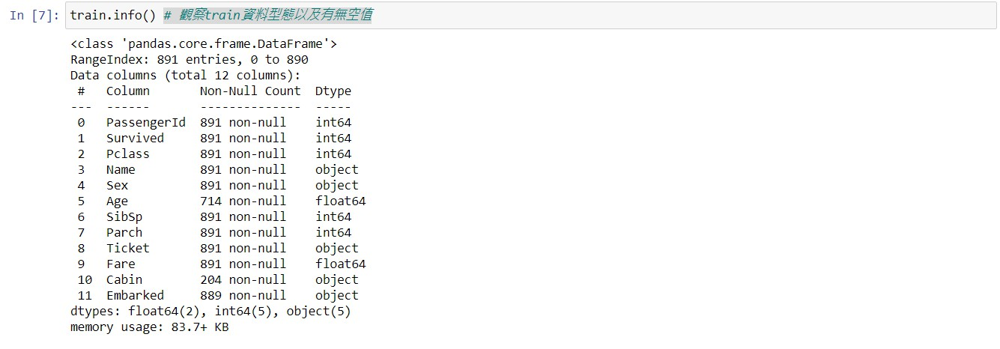 In [7]: train.info() # 觀察train資料型態以及有無空值
<class 'pandas.core.frame.DataFrame'>
RangeIndex: 891 entries, 0 to 890
Data columns (total 12 columns):
 #   Column       Non-Null Count  Dtype
---  ------       --------------  -----
 0   PassengerId  891 non-null    int64
 1   Survived     891 non-null    int64
 2   Pclass       891 non-null    int64
 3   Name         891 non-null    object
 4   Sex          891 non-null    object
 5   Age          714 non-null    float64
 6   SibSp        891 non-null    int64
 7   Parch        891 non-null    int64
 8   Ticket       891 non-null    object
 9   Fare         891 non-null    float64
 10  Cabin        204 non-null    object
 11  Embarked     889 non-null    object
dtypes: float64(2), int64(5), object(5)
memory usage: 83.7+ KB